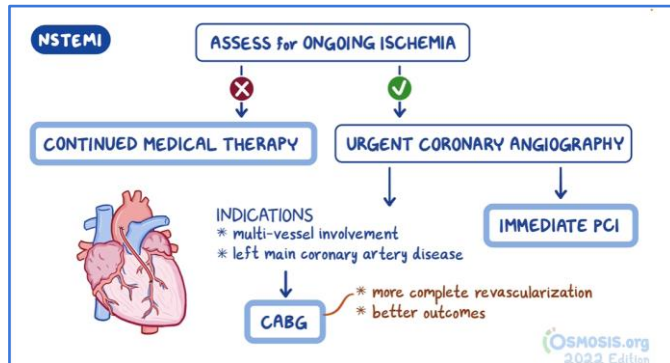 NSTEMI
ASSESS for ONGOING ISCHEMIA
CONTINUED MEDICAL THERAPY
URGENT CORONARY ANGIOGRAPHY
INDICATIONS
* multi-vessel involvement
* left main coronary artery disease
IMMEDIATE PCI
CABG
* more complete revascularization
* better outcomes
OSMOSIS.org
2022 Edition